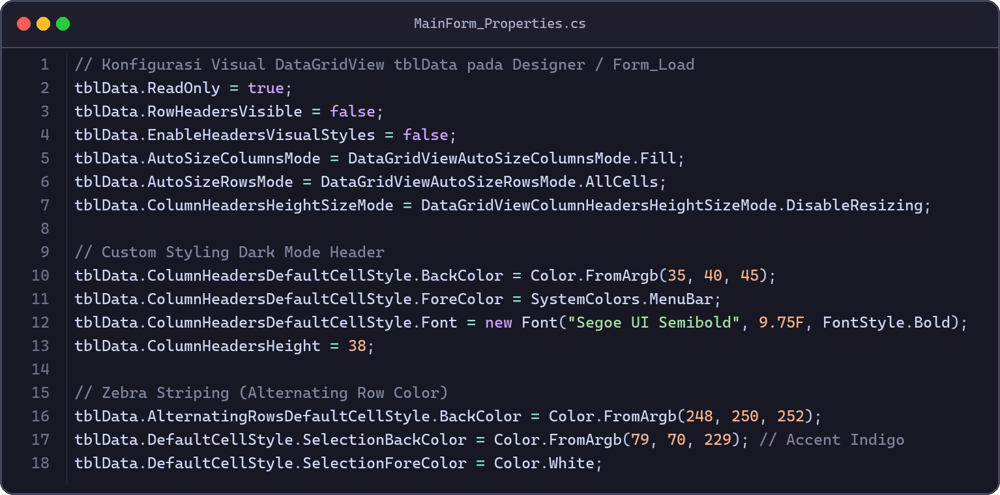 MainForm_Properties.cs
1 // Konfigurasi Visual DataGridView tblData pada Designer / Form_Load
2 tblData.ReadOnly = true;
3 tblData.RowHeadersVisible = false;
4 tblData.EnableHeadersVisualStyles = false;
5 tblData.AutoSizeColumnsMode = DataGridViewAutoSizeColumnsMode.Fill;
6 tblData.AutoSizeRowsMode = DataGridViewAutoSizeRowsMode.AllCells;
7 tblData.ColumnHeadersHeightSizeMode = DataGridViewColumnHeadersHeightSizeMode.DisableResizing;
8
9 // Custom Styling Dark Mode Header
10 tblData.ColumnHeadersDefaultCellStyle.BackColor = Color.FromArgb(35, 40, 45);
11 tblData.ColumnHeadersDefaultCellStyle.ForeColor = SystemColors.MenuBar;
12 tblData.ColumnHeadersDefaultCellStyle.Font = new Font("Segoe UI Semibold", 9.75F, FontStyle.Bold);
13 tblData.ColumnHeadersHeight = 38;
14
15 // Zebra Striping (Alternating Row Color)
16 tblData.AlternatingRowsDefaultCellStyle.BackColor = Color.FromArgb(248, 250, 252);
17 tblData.DefaultCellStyle.SelectionBackColor = Color.FromArgb(79, 70, 229); // Accent Indigo
18 tblData.DefaultCellStyle.SelectionForeColor = Color.White;